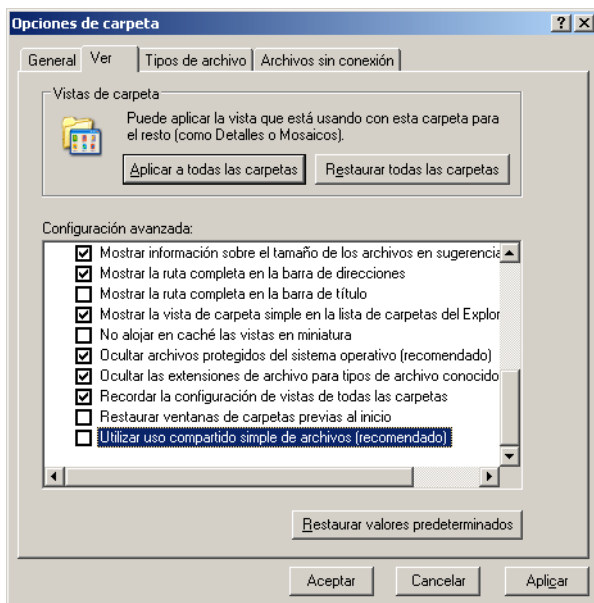 Opciones de carpeta
General Ver Tipos de archivo Archivos sin conexión
Vistas de carpeta
Puede aplicar la vista que está usando con esta carpeta para
el resto (como Detalles o Mosaicos).
Aplicar a todas las carpetas Restaurar todas las carpetas
Configuración avanzada:
Mostrar información sobre el tamaño de los archivos en sugerencia
Mostrar la ruta completa en la barra de direcciones
Mostrar la ruta completa en la barra de título
Mostrar la vista de carpeta simple en la lista de carpetas del Explor
No alojar en caché las vistas en miniatura
Ocultar archivos protegidos del sistema operativo (recomendado)
Ocultar las extensiones de archivo para tipos de archivo conocido
Recordar la configuración de vistas de todas las carpetas
Restaurar ventanas de carpetas previas al inicio
Utilizar uso compartido simple de archivos (recomendado)
Restaurar valores predeterminados
Aceptar Cancelar Aplicar